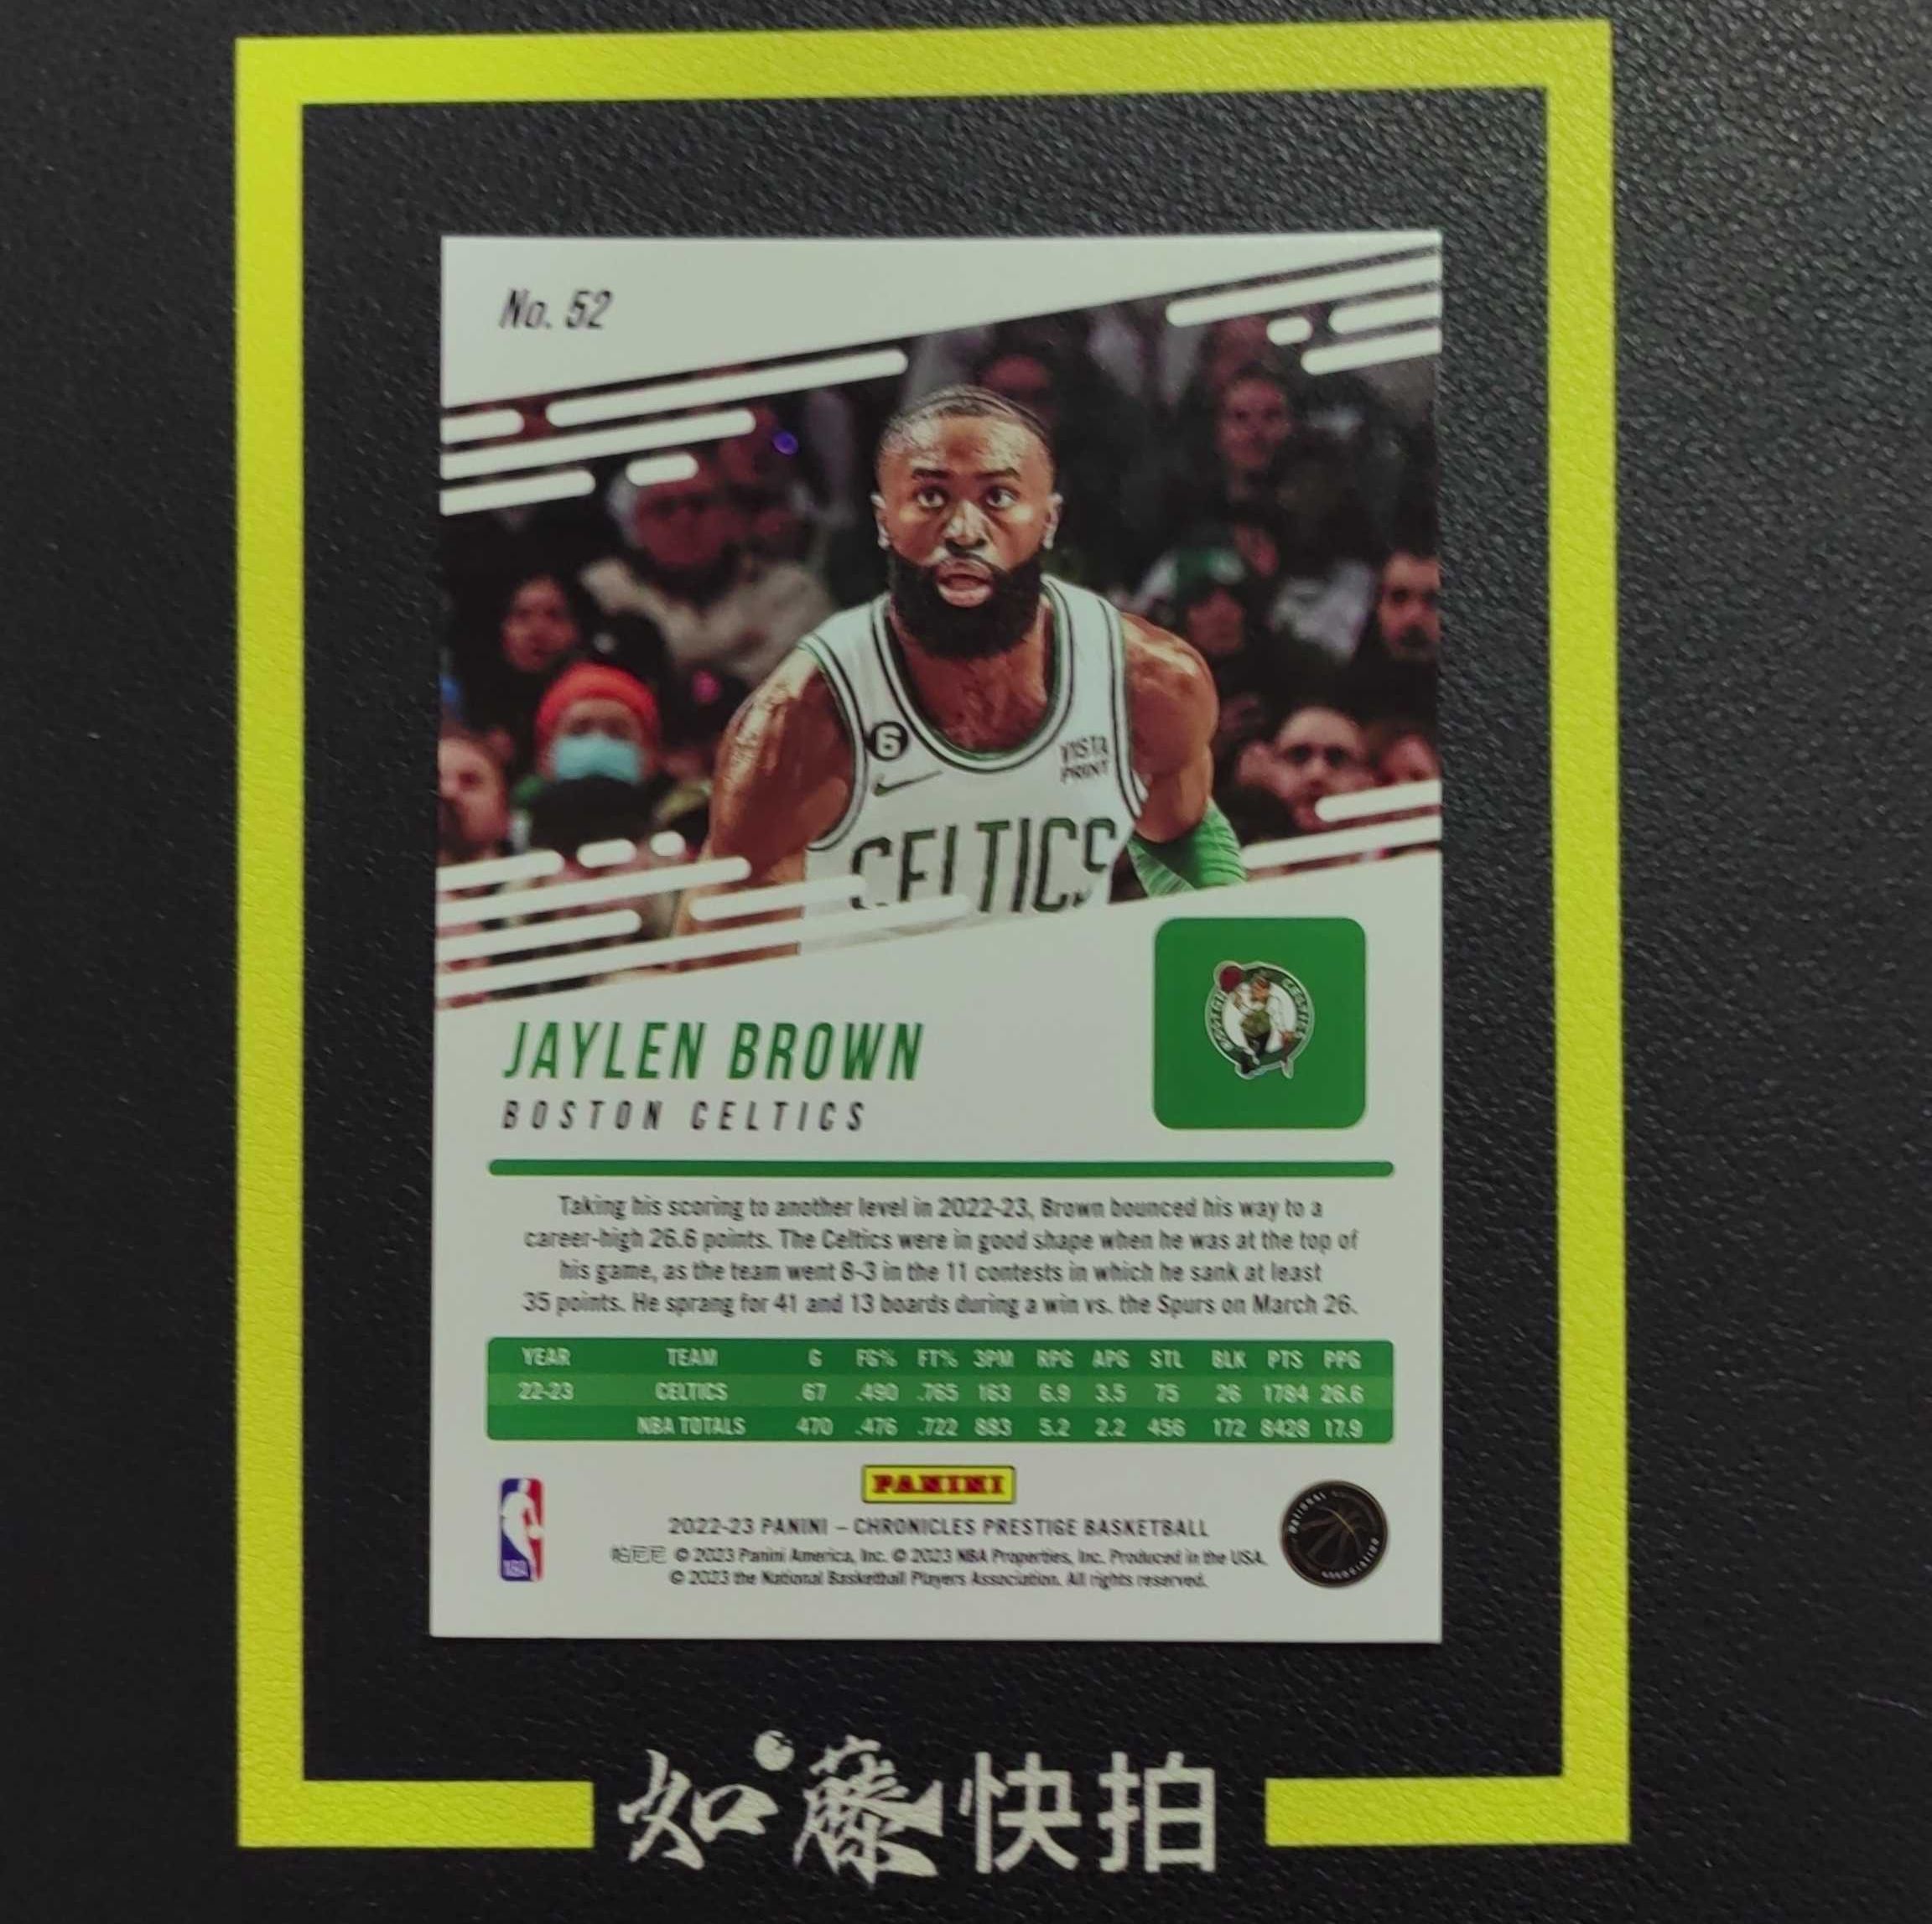 No. 52
6
VISTA
PRINT
CELTICS
JAYLEN BROWN
BOSTON CELTICS
Taking his scoring to another level in 2022-23, Brown bounced his way to a
career-high 26.6 points. The Celtics were in good shape when he was at the top of
his game, as the team went 8-3 in the 11 contests in which he sank at least
35 points. He sprang for 41 and 13 boards during a win vs. the Spurs on March 26.
YEAR TEAM G FG% FT% 3PM RPG APG STL BLK PTS PPG
22-23 CELTICS 67 .490 .765 163 6.9 3.5 75 26 1784 26.6
NBA TOTALS 470 .476 .722 883 5.2 2.2 456 172 8428 17.9
PANINI
NBA
2022-23 PANINI – CHRONICLES PRESTIGE BASKETBALL
帕尼尼 © 2023 Panini America, Inc. © 2023 NBA Properties, Inc. Produced in the USA.
© 2023 the National Basketball Players Association. All rights reserved.
如藤快拍